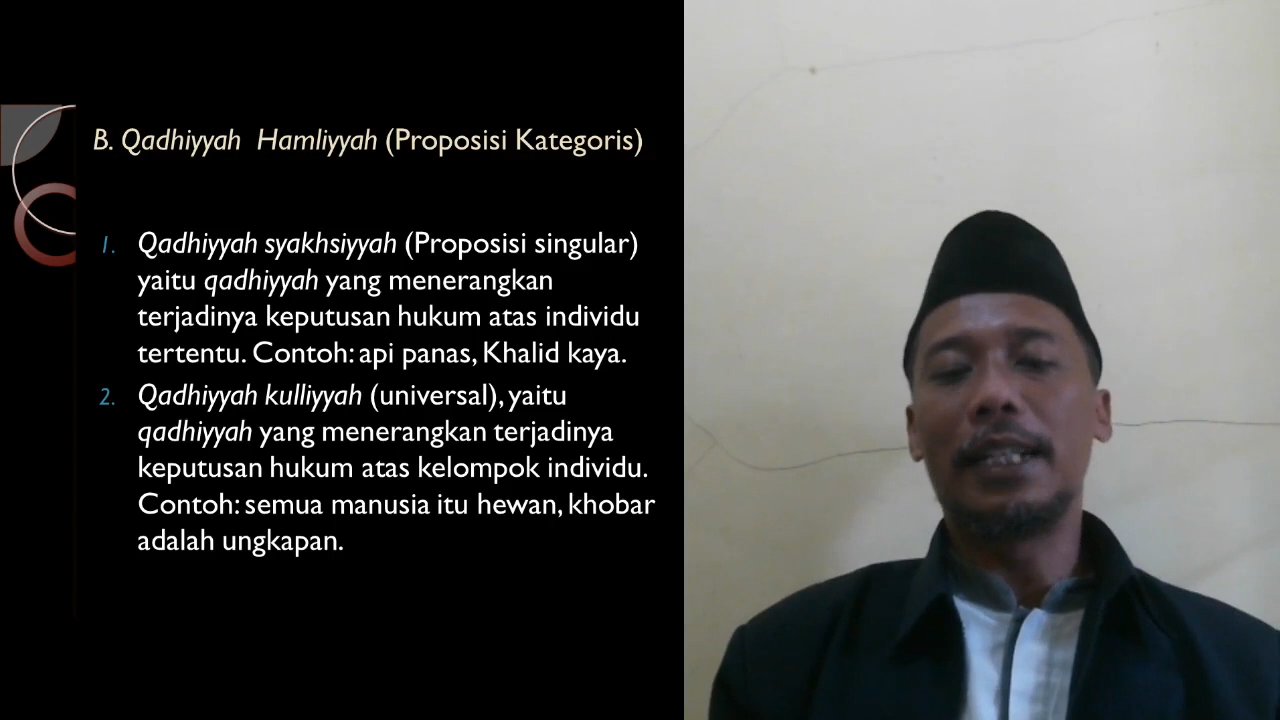 B. Qadhiyyah Hamliyyah (Proposisi Kategoris)
1. Qadhiyyah syakhsiyyah (Proposisi singular)
yaitu qadhiyyah yang menerangkan
terjadinya keputusan hukum atas individu
tertentu. Contoh: api panas, Khalid kaya.
2. Qadhiyyah kulliyyah (universal), yaitu
qadhiyyah yang menerangkan terjadinya
keputusan hukum atas kelompok individu.
Contoh: semua manusia itu hewan, khobar
adalah ungkapan.